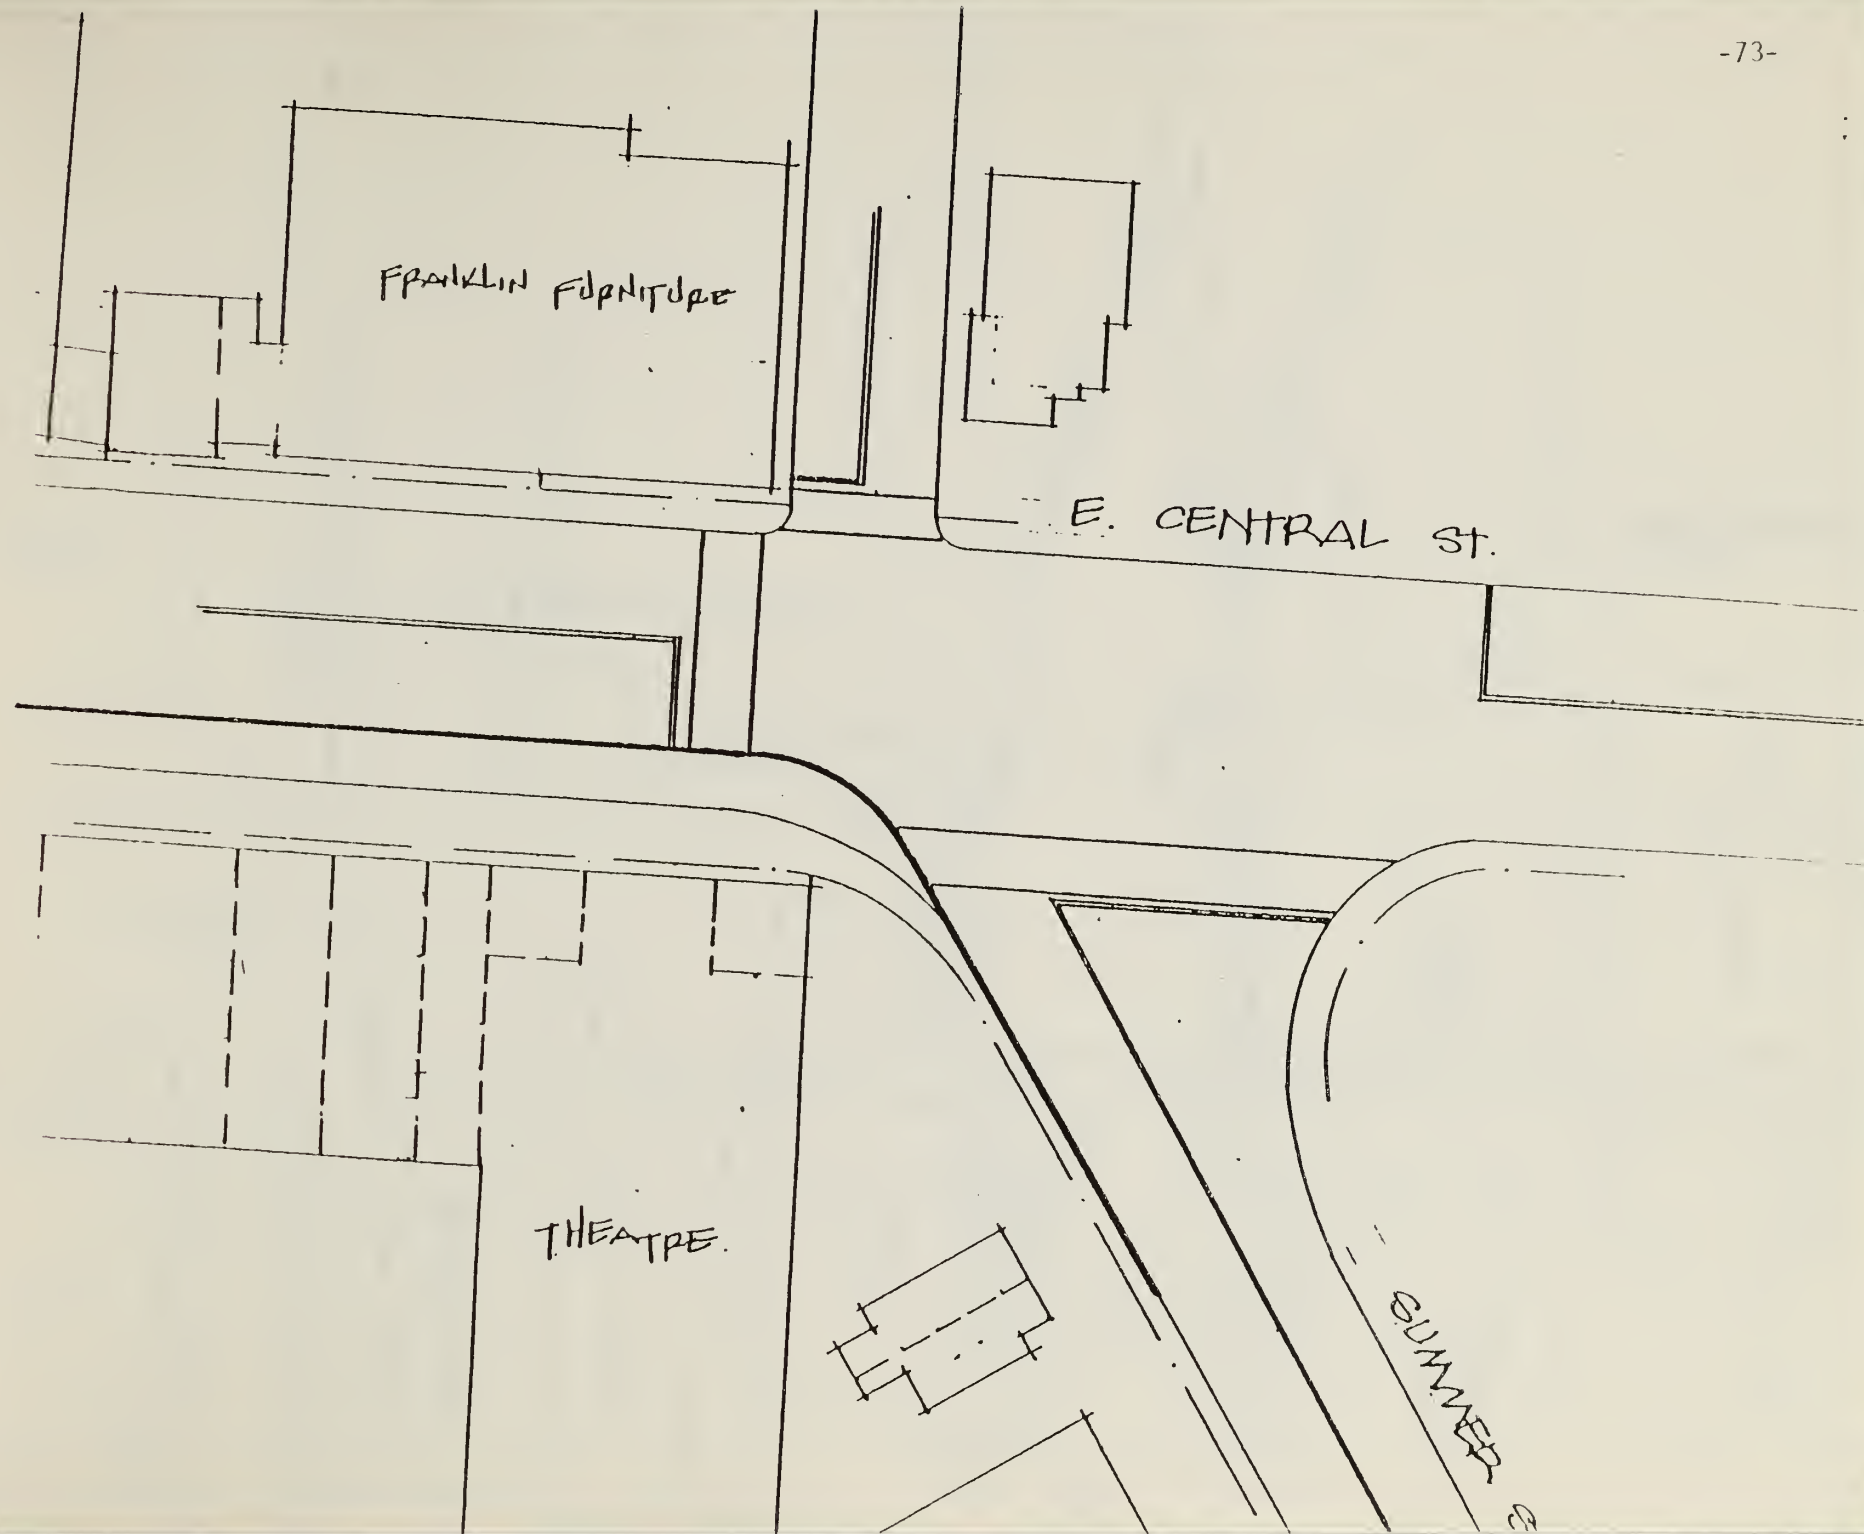 -73-
FRANKLIN FURNITURE
E. CENTRAL ST.
THEATRE.
SUMMER